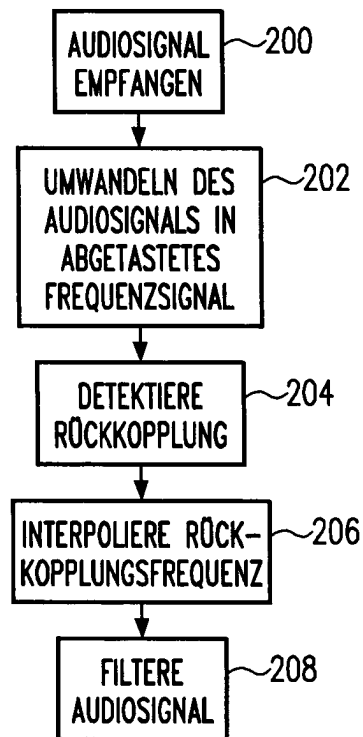 AUDIOSIGNAL
EMPFANGEN
200
UMWANDELN DES
AUDIOSIGNALS IN
ABGETASTETES
FREQUENZSIGNAL
202
DETEKTIERE
RÜCKKOPPLUNG
204
INTERPOLIERE RÜCK-
KOPPLUNGSFREQUENZ
206
FILTERE
AUDIOSIGNAL
208